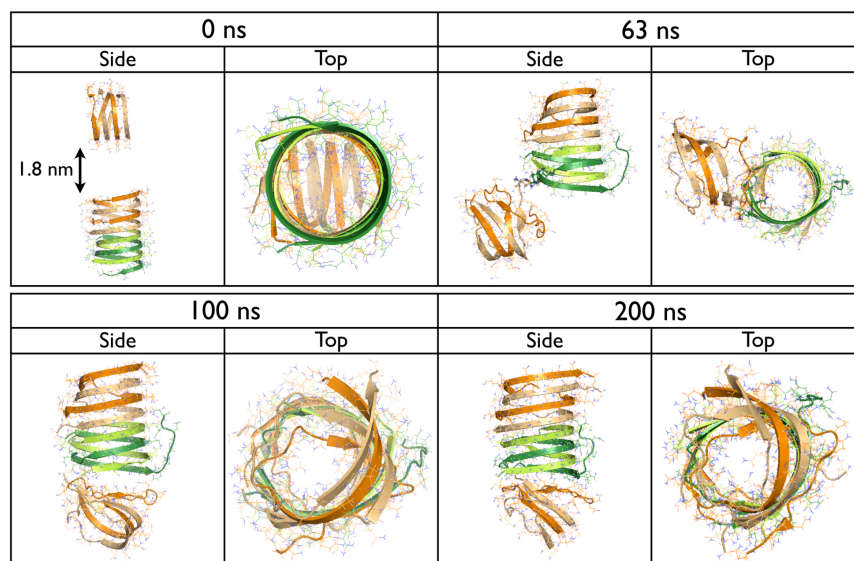 0 ns
63 ns
Side
Top
Side
Top
1.8 nm
100 ns
200 ns
Side
Top
Side
Top